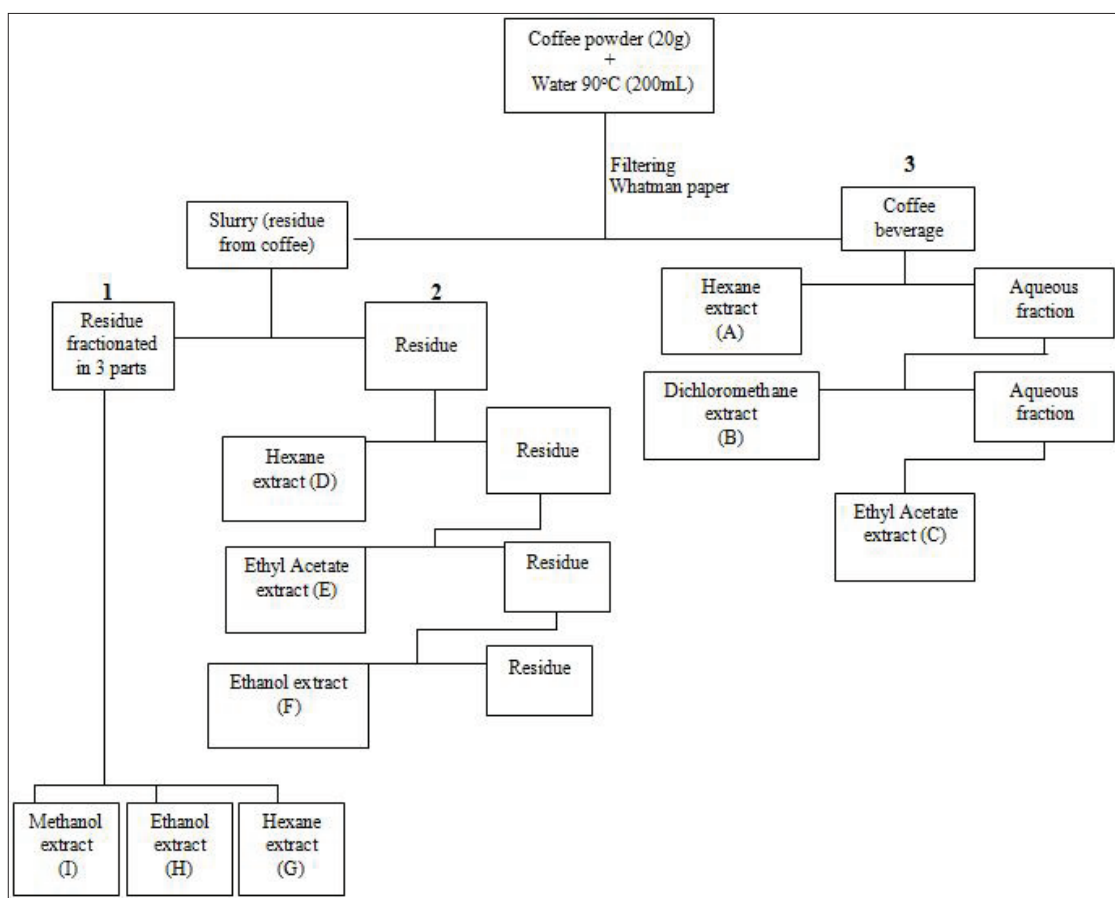 Coffee powder (20g)
+
Water 90°C (200mL)
Filtering
Whatman paper
3
Slurry (residue
from coffee)
Coffee
beverage
1
Residue
fractionated
in 3 parts
2
Residue
Hexane
extract
(A)
Aqueous
fraction
Dichloromethane
extract
(B)
Aqueous
fraction
Hexane
extract (D)
Residue
Ethyl Acetate
extract (C)
Ethyl Acetate
extract (E)
Residue
Ethanol extract
(F)
Residue
Methanol
extract
(I)
Ethanol
extract
(H)
Hexane
extract
(G)